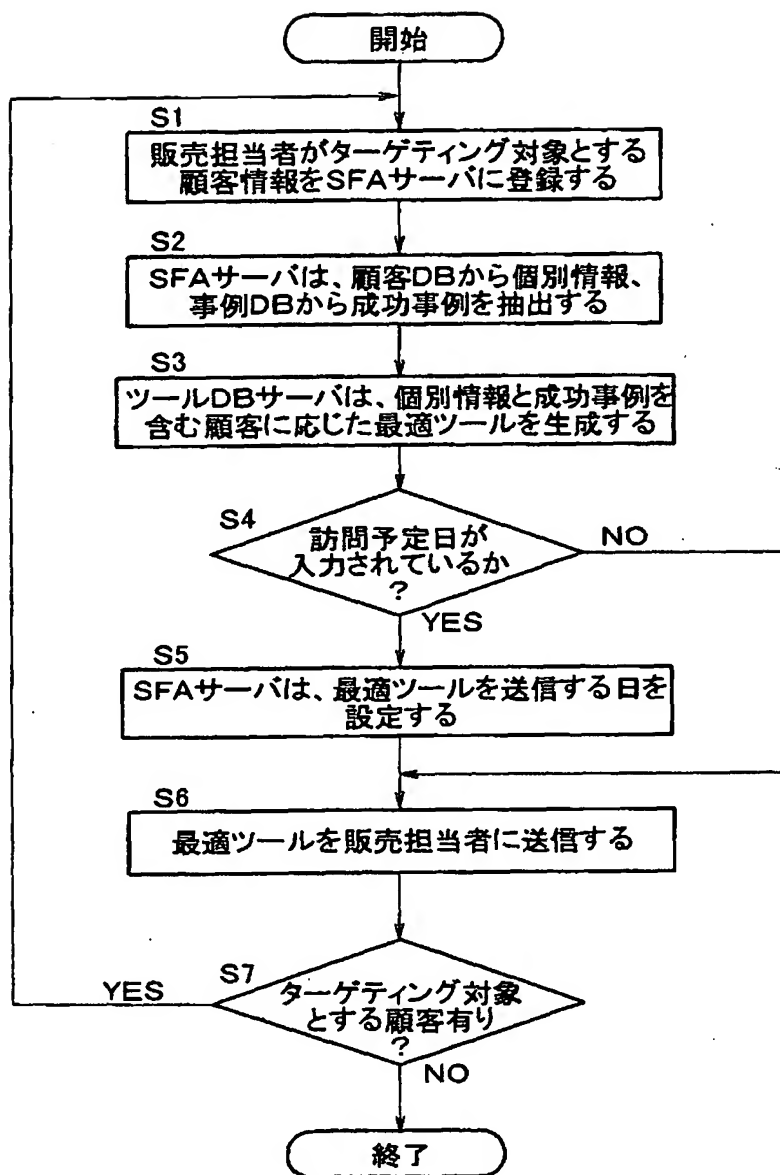 開始
S1
販売担当者がターゲティング対象とする
顧客情報をSFAサーバに登録する
S2
SFAサーバは、顧客DBから個別情報、
事例DBから成功事例を抽出する
S3
ツールDBサーバは、個別情報と成功事例を
含む顧客に応じた最適ツールを生成する
S4
訪問予定日が
入力されているか
?
NO
YES
S5
SFAサーバは、最適ツールを送信する日を
設定する
S6
最適ツールを販売担当者に送信する
S7
ターゲティング対象
とする顧客有り
?
YES
NO
終了